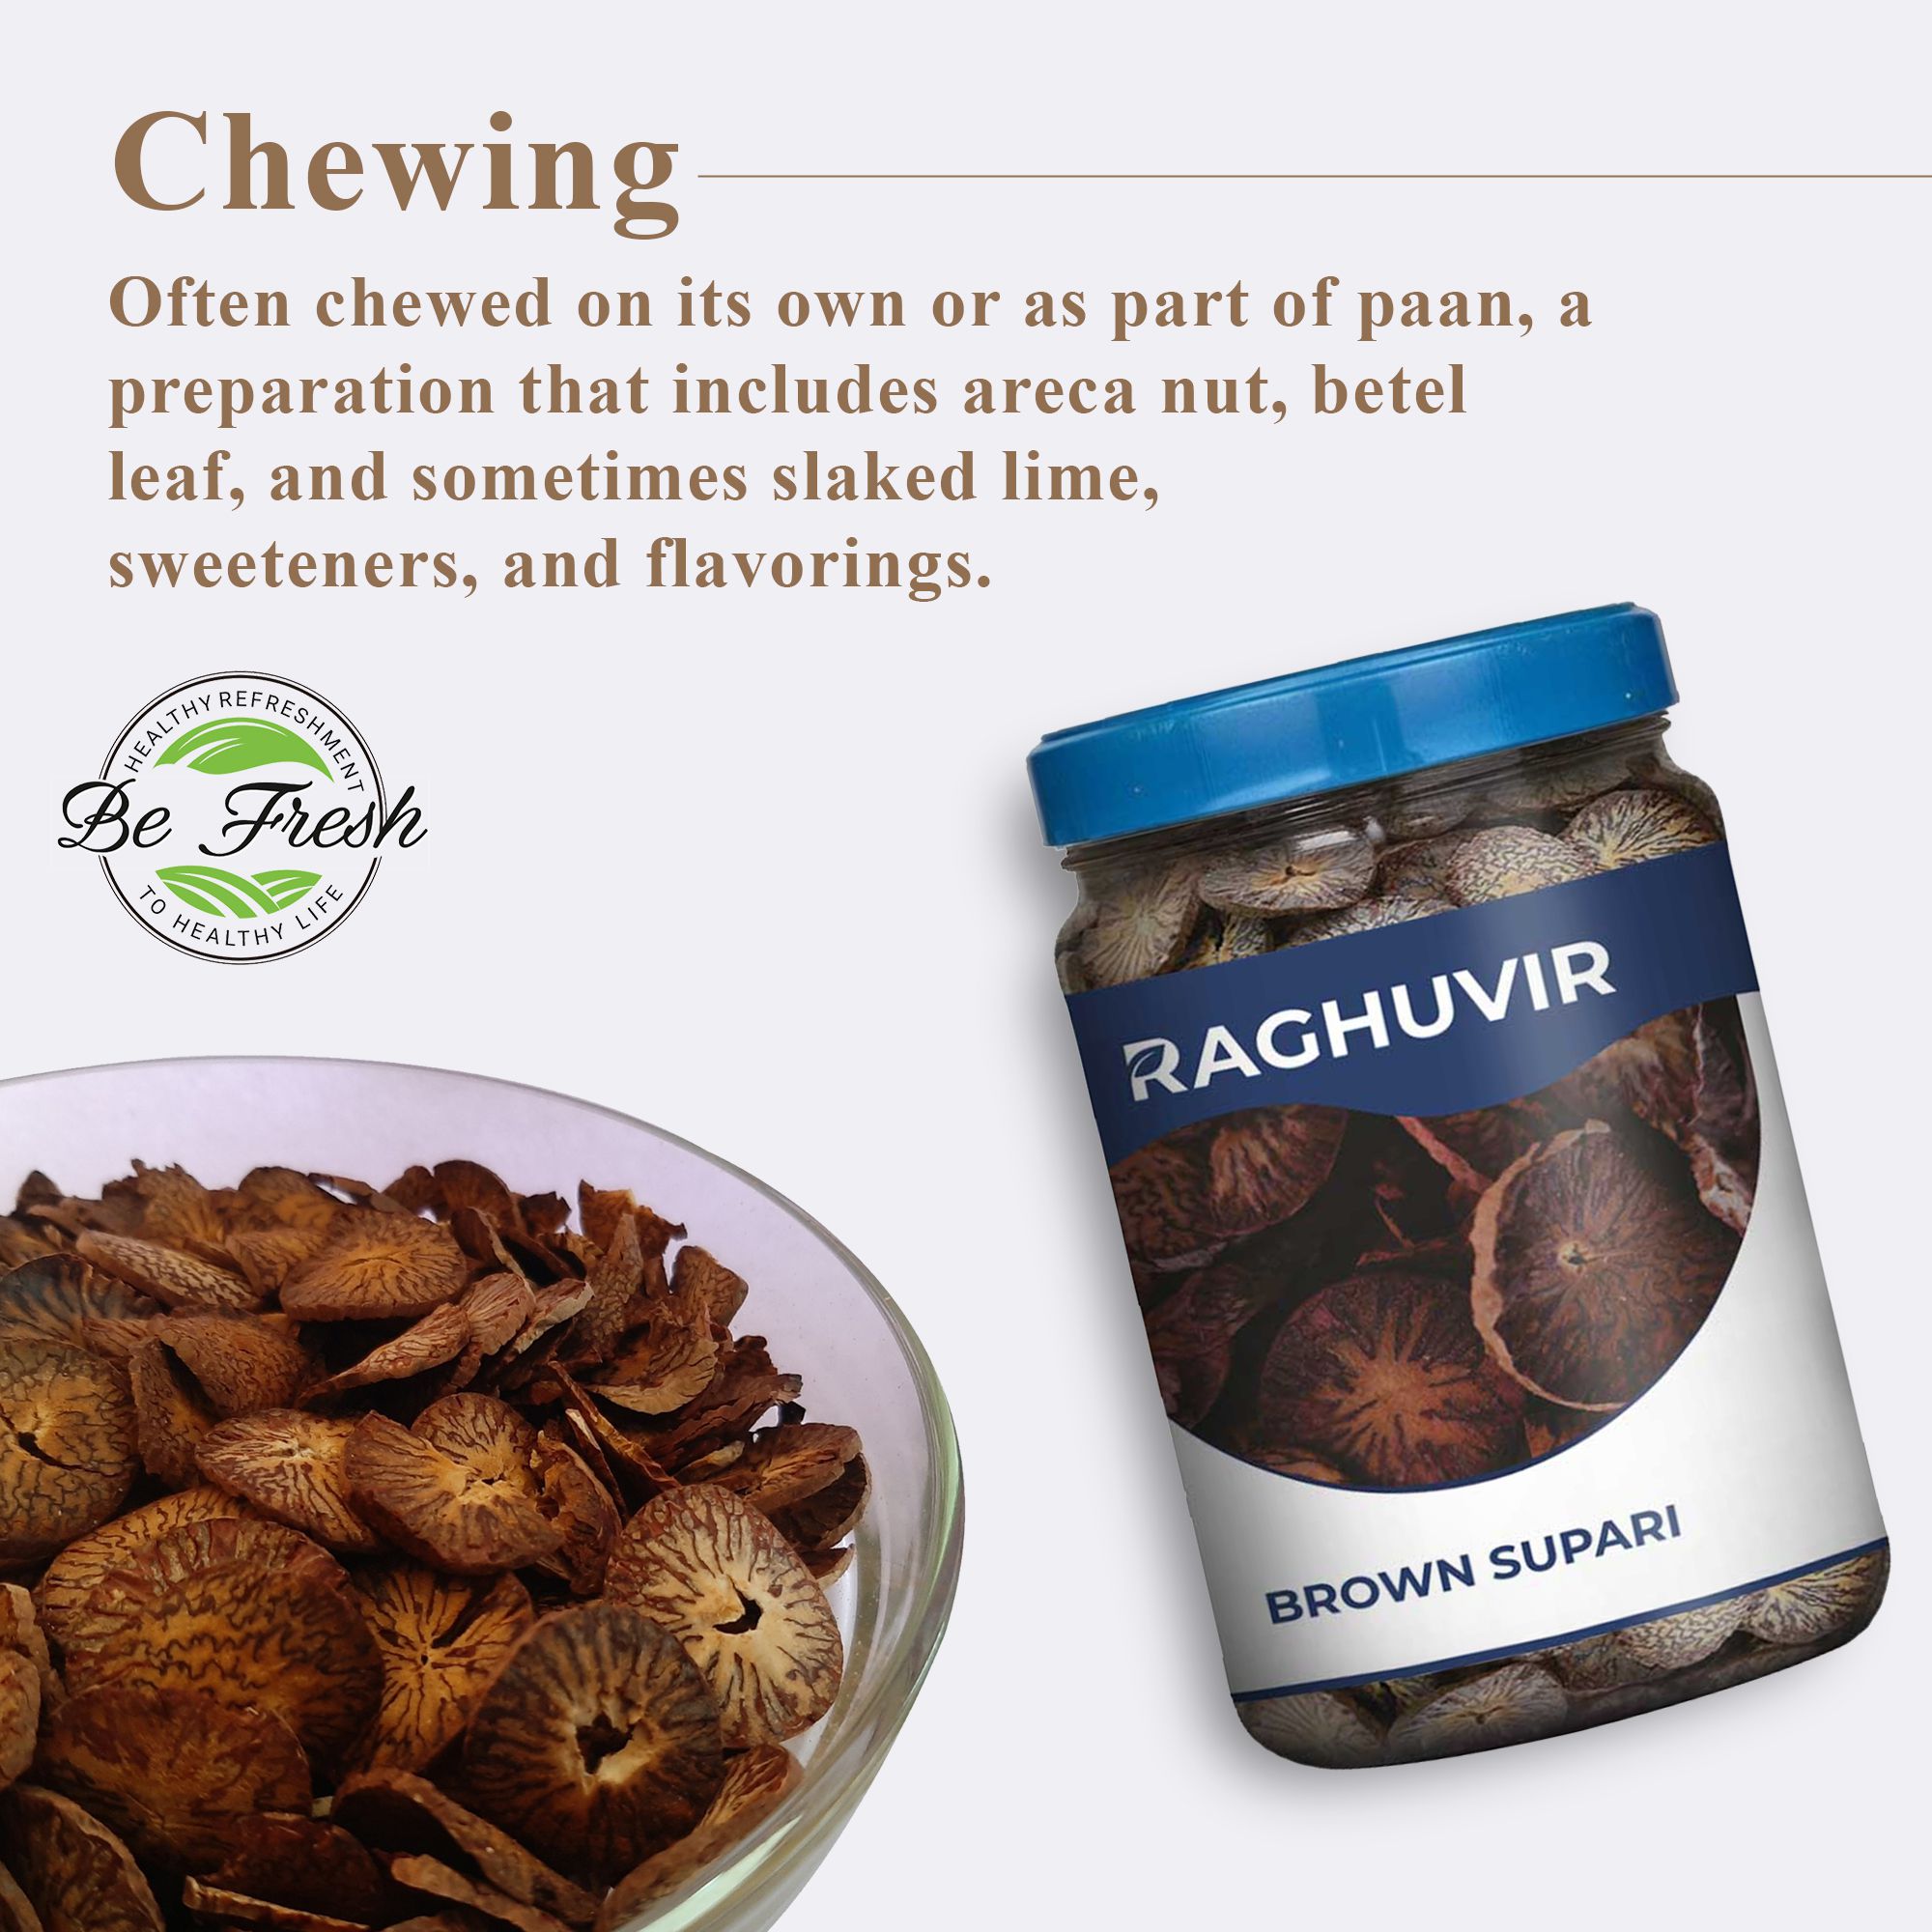 Chewing
Often chewed on its own or as part of paan, a
preparation that includes areca nut, betel
leaf, and sometimes slaked lime,
sweeteners, and flavorings.
HEALTHY REFRESHMENT
Be Fresh
TO HEALTHY LIFE
RAGHUVIR
BROWN SUPARI